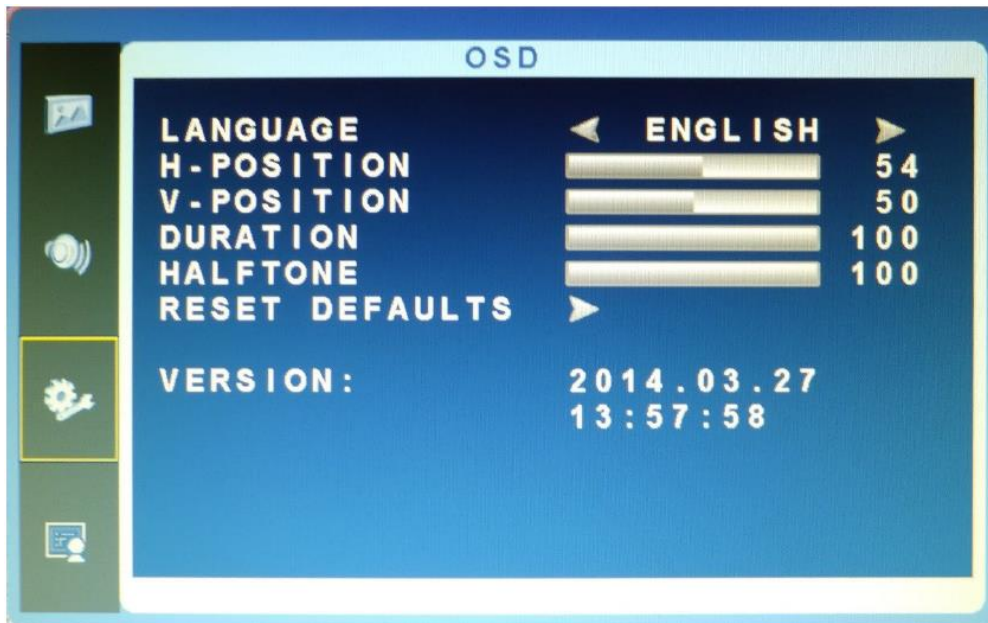 OSD
LANGUAGE ENGLISH
H-POSITION 54
V-POSITION 50
DURATION 100
HALFTONE 100
RESET DEFAULTS
VERSION: 2014.03.27
13:57:58